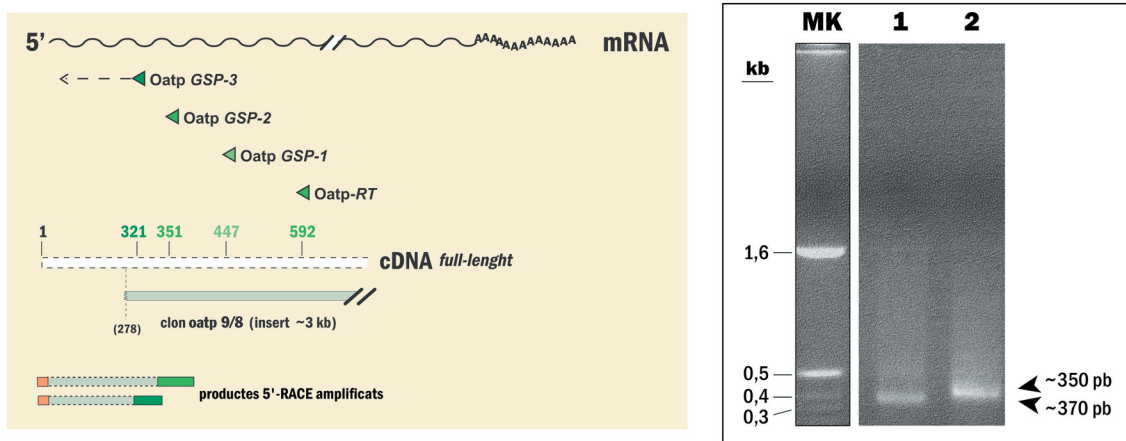 5' AAAAAAAAAAAAA mRNA
Oatp GSP-3
Oatp GSP-2
Oatp GSP-1
Oatp-RT
1 321 351 447 592
cDNA full-lenght
(278)
clon oatp 9/8 (insert ~3 kb)
productes 5'-RACE amplificats
MK 1 2
kb
1,6
0,5
0,4
0,3
~350 pb
~370 pb